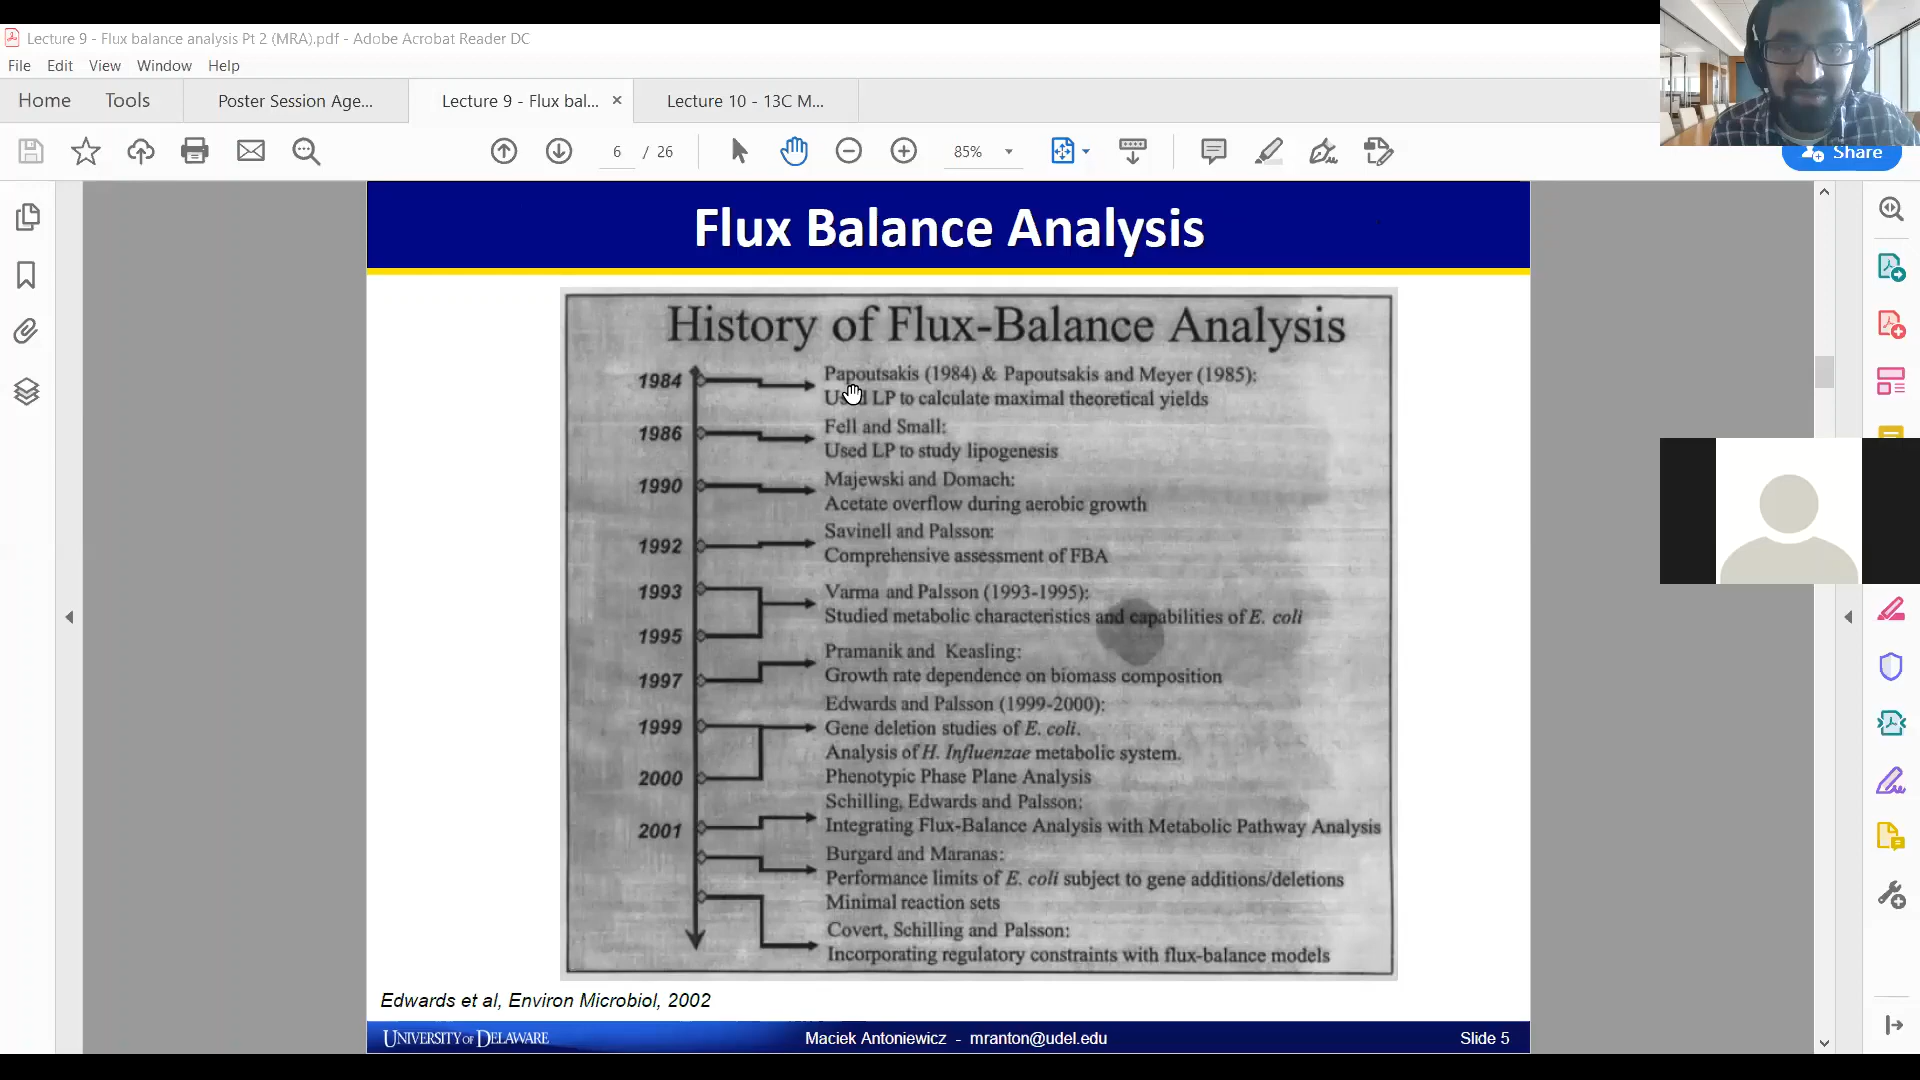 Lecture 9 - Flux balance analysis Pt 2 (MRA).pdf - Adobe Acrobat Reader DC
File Edit View Window Help
Home Tools Poster Session Age... Lecture 9 - Flux bal... × Lecture 10 - 13C M...
6 / 26 85% Share
Flux Balance Analysis
History of Flux-Balance Analysis
1984 Papoutsakis (1984) & Papoutsakis and Meyer (1985):
LP to calculate maximal theoretical yields
1986 Fell and Small:
Used LP to study lipogenesis
1990 Majewski and Domach:
Acetate overflow during aerobic growth
Savinell and Palsson:
1992 Comprehensive assessment of FBA
1993 Varma and Palsson (1993-1995):
Studied metabolic characteristics and capabilities of E. coli
1995
Pramanik and Keasling:
1997 Growth rate dependence on biomass composition
Edwards and Palsson (1999-2000):
1999 Gene deletion studies of E. coli.
Analysis of H. Influenzae metabolic system.
2000 Phenotypic Phase Plane Analysis
Schilling, Edwards and Palsson:
2001 Integrating Flux-Balance Analysis with Metabolic Pathway Analysis
Burgard and Maranas:
Performance limits of E. coli subject to gene additions/deletions
Minimal reaction sets
Covert, Schilling and Palsson:
Incorporating regulatory constraints with flux-balance models
Edwards et al, Environ Microbiol, 2002
UNIVERSITY OF DELAWARE Maciek Antoniewicz - mranton@udel.edu Slide 5